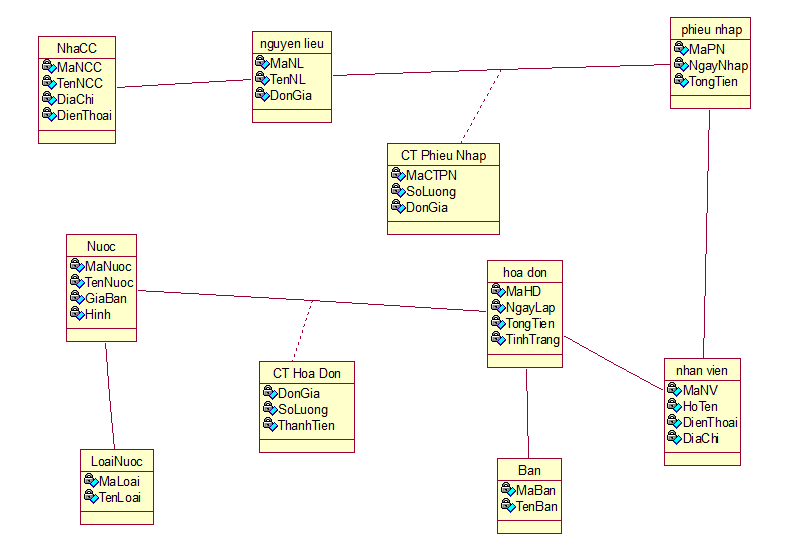 NhaCC
MaNCC
TenNCC
DiaChi
DienThoai
nguyen lieu
MaNL
TenNL
DonGia
phieu nhap
MaPN
NgayNhap
TongTien
CT Phieu Nhap
MaCTPN
SoLuong
DonGia
Nuoc
MaNuoc
TenNuoc
GiaBan
Hinh
hoa don
MaHD
NgayLap
TongTien
TinhTrang
CT Hoa Don
DonGia
SoLuong
ThanhTien
nhan vien
MaNV
HoTen
DienThoai
DiaChi
LoaiNuoc
MaLoai
TenLoai
Ban
MaBan
TenBan